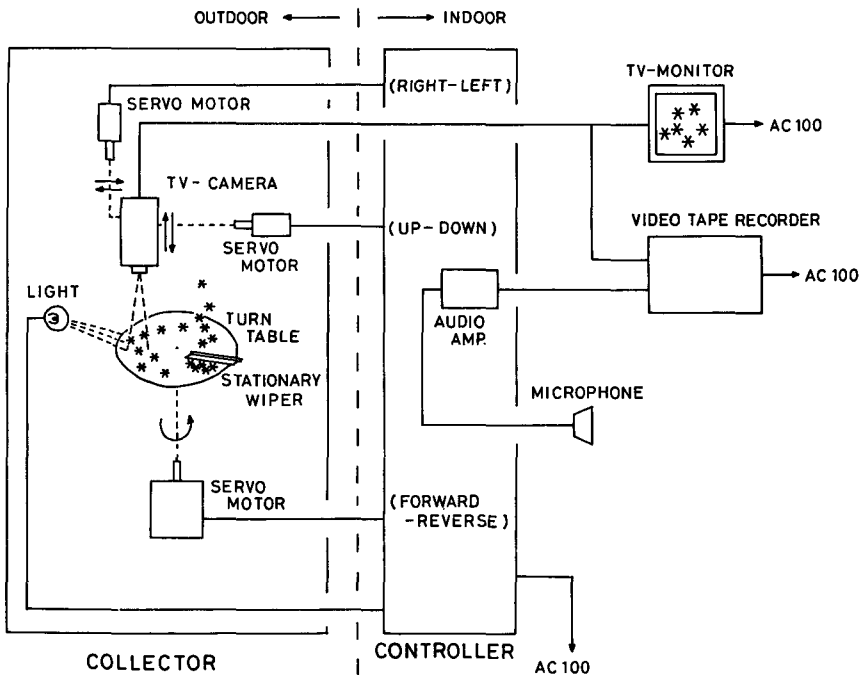 OUTDOOR
INDOOR
(RIGHT-LEFT)
TV-MONITOR
SERVO MOTOR
AC 100
TV- CAMERA
VIDEO TAPE RECORDER
(UP-DOWN)
SERVO
MOTOR
AC 100
LIGHT
TURN
TABLE
AUDIO
AMP.
STATIONARY
WIPER
MICROPHONE
SERVO
MOTOR
(FORWARD
-REVERSE)
COLLECTOR
CONTROLLER
AC 100